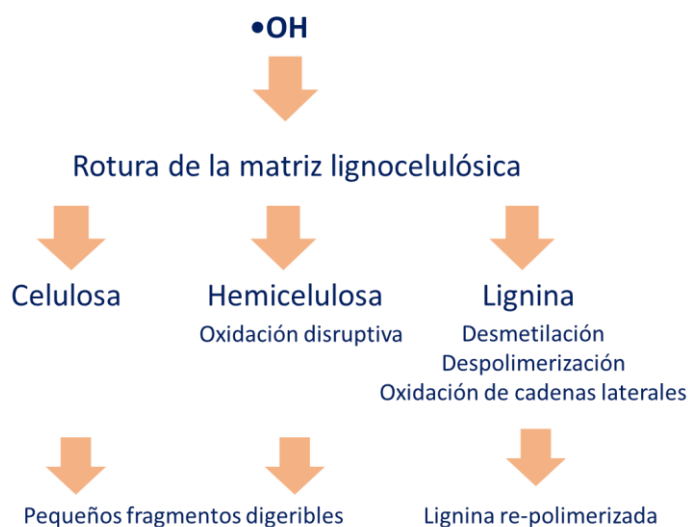 •OH
Rotura de la matriz lignocelulósica
Celulosa
Hemicelulosa
Oxidación disruptiva
Lignina
Desmetilación
Despolimerización
Oxidación de cadenas laterales
Pequeños fragmentos digeribles
Lignina re-polimerizada